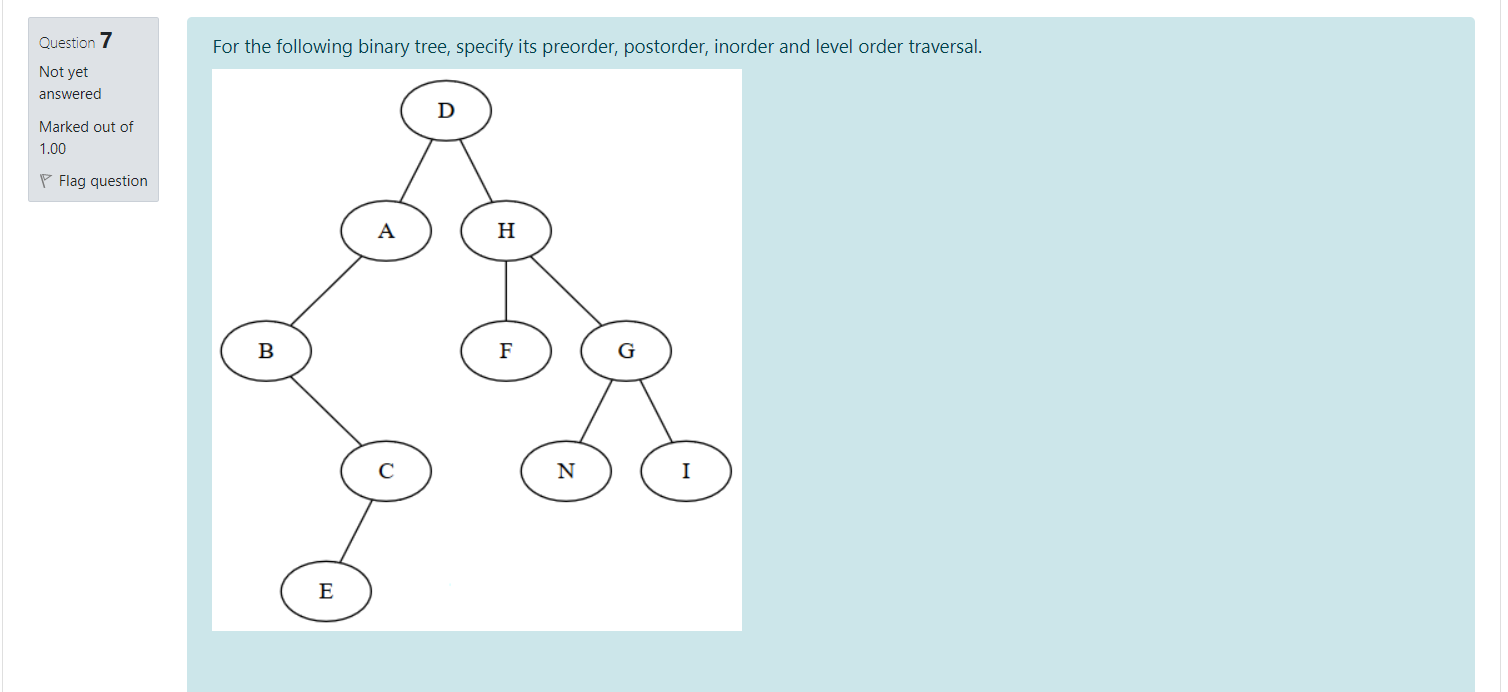 Question 7
Not yet
answered
Marked out of
1.00
Flag question
For the following binary tree, specify its preorder, postorder, inorder and level order traversal.
D
A H
B F G
C N I
E